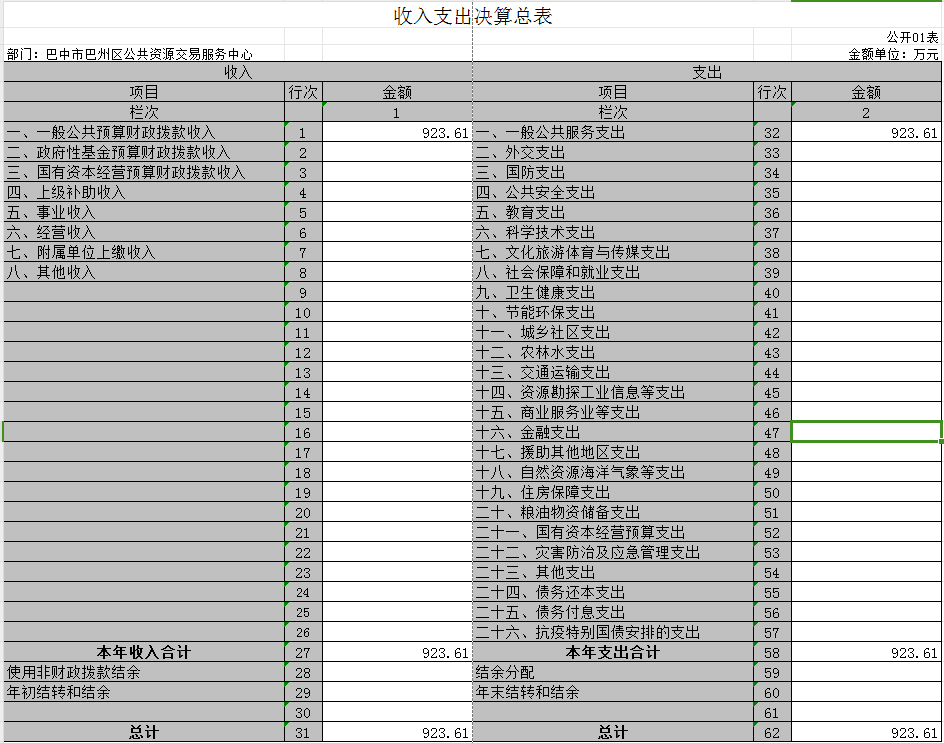 收入支出决算总表
公开01表
部门：巴中市巴州区公共资源交易服务中心 金额单位：万元
收入 支出
项目 行次 金额 项目 行次 金额
栏次 1 栏次 2
一、一般公共预算财政拨款收入 1 923.61 一、一般公共服务支出 32 923.61
二、政府性基金预算财政拨款收入 2 二、外交支出 33
三、国有资本经营预算财政拨款收入 3 三、国防支出 34
四、上级补助收入 4 四、公共安全支出 35
五、事业收入 5 五、教育支出 36
六、经营收入 6 六、科学技术支出 37
七、附属单位上缴收入 7 七、文化旅游体育与传媒支出 38
八、其他收入 8 八、社会保障和就业支出 39
9 九、卫生健康支出 40
10 十、节能环保支出 41
11 十一、城乡社区支出 42
12 十二、农林水支出 43
13 十三、交通运输支出 44
14 十四、资源勘探工业信息等支出 45
15 十五、商业服务业等支出 46
16 十六、金融支出 47
17 十七、援助其他地区支出 48
18 十八、自然资源海洋气象等支出 49
19 十九、住房保障支出 50
20 二十、粮油物资储备支出 51
21 二十一、国有资本经营预算支出 52
22 二十二、灾害防治及应急管理支出 53
23 二十三、其他支出 54
24 二十四、债务还本支出 55
25 二十五、债务付息支出 56
26 二十六、抗疫特别国债安排的支出 57
本年收入合计 27 923.61 本年支出合计 58 923.61
使用非财政拨款结余 28 结余分配 59
年初结转和结余 29 年末结转和结余 60
30 61
总计 31 923.61 总计 62 923.61